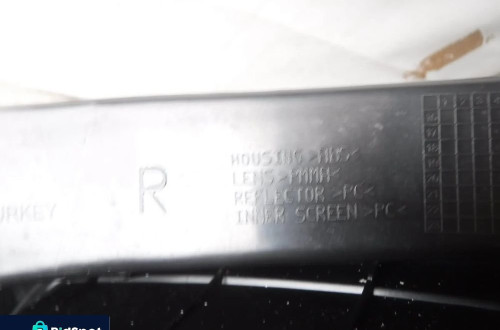 HOUSING >ABS<
LENS >PMMA<
REFLECTOR >PC<
INNER SCREEN >PC<
R
URKEY
BidSpot